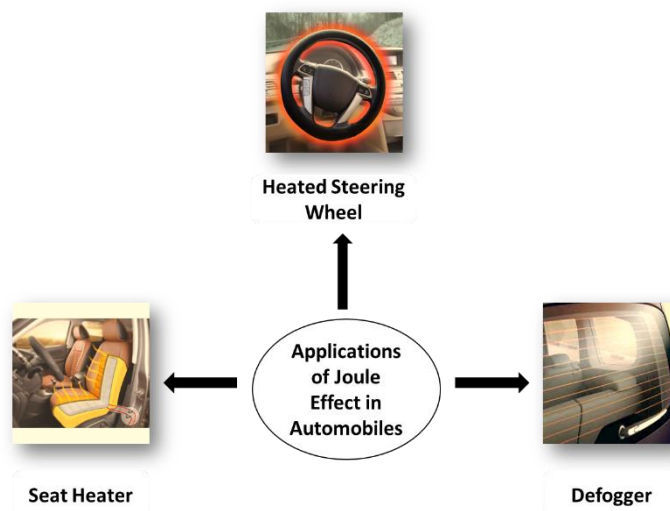 Heated Steering
Wheel
Applications
of Joule
Effect in
Automobiles
Seat Heater
Defogger